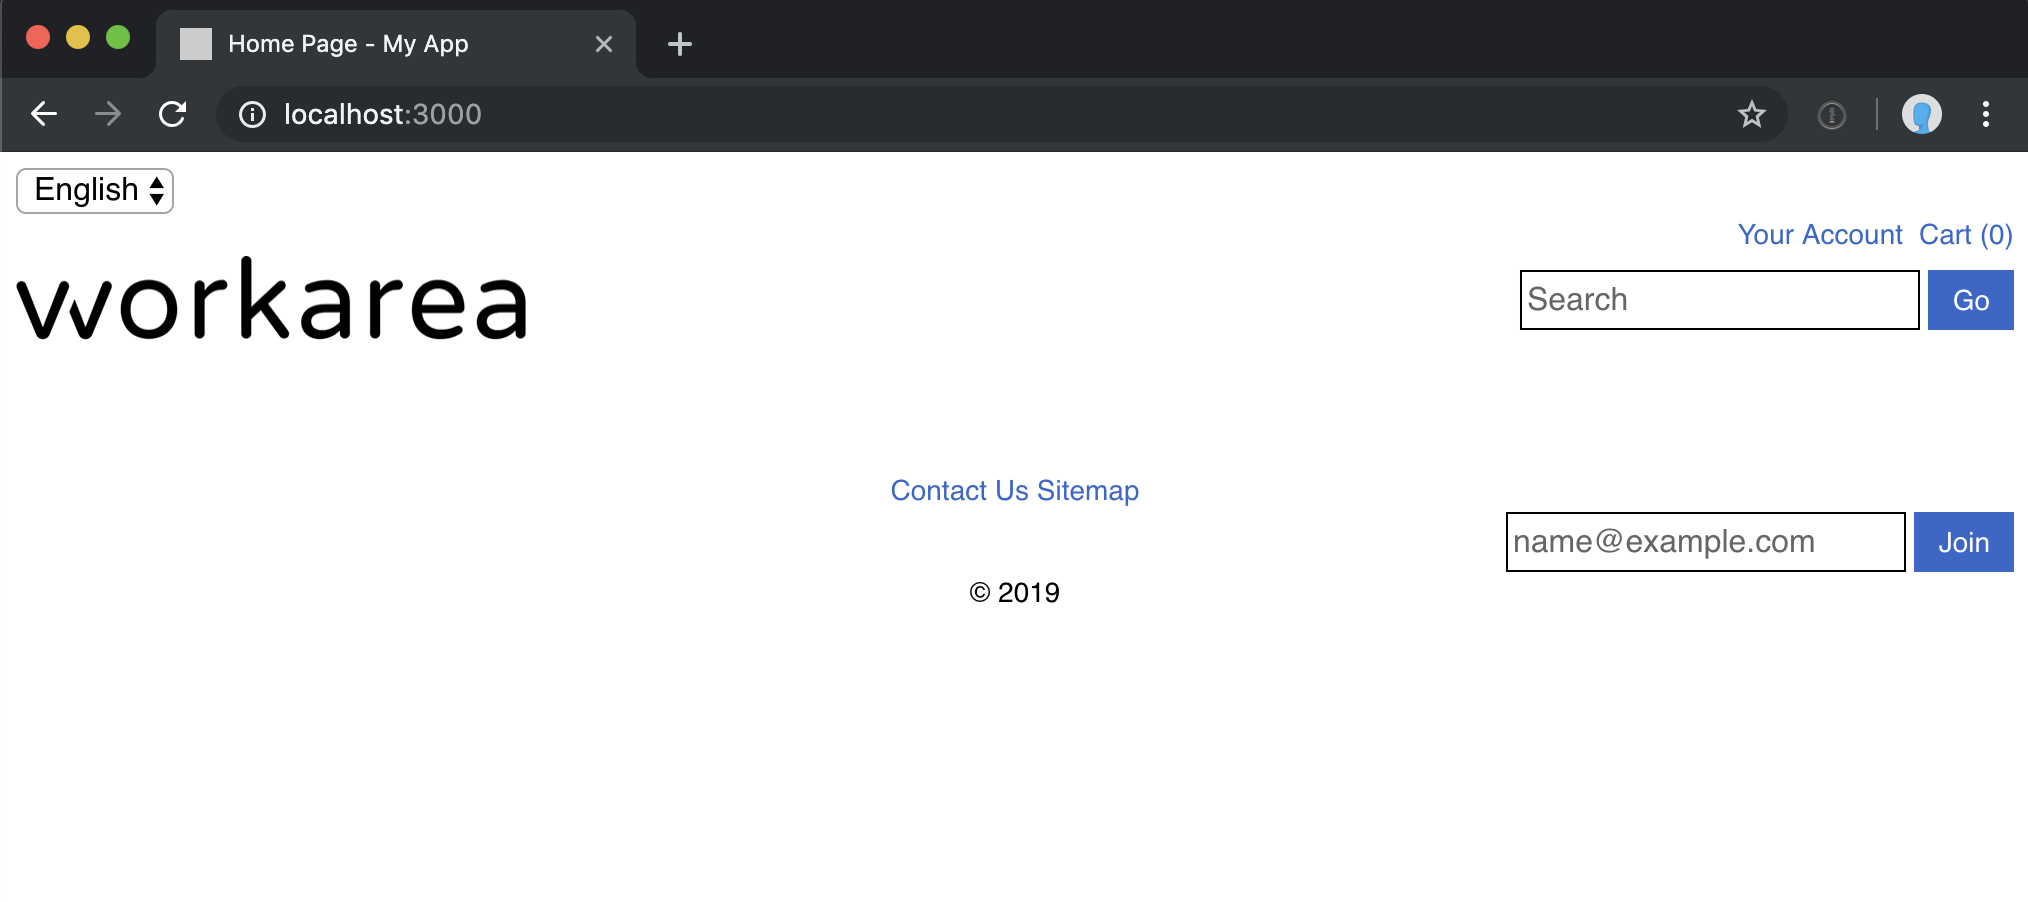 Home Page - My App
localhost:3000
English
Your Account Cart (0)
workarea
Search Go
Contact Us Sitemap
name@example.com Join
© 2019